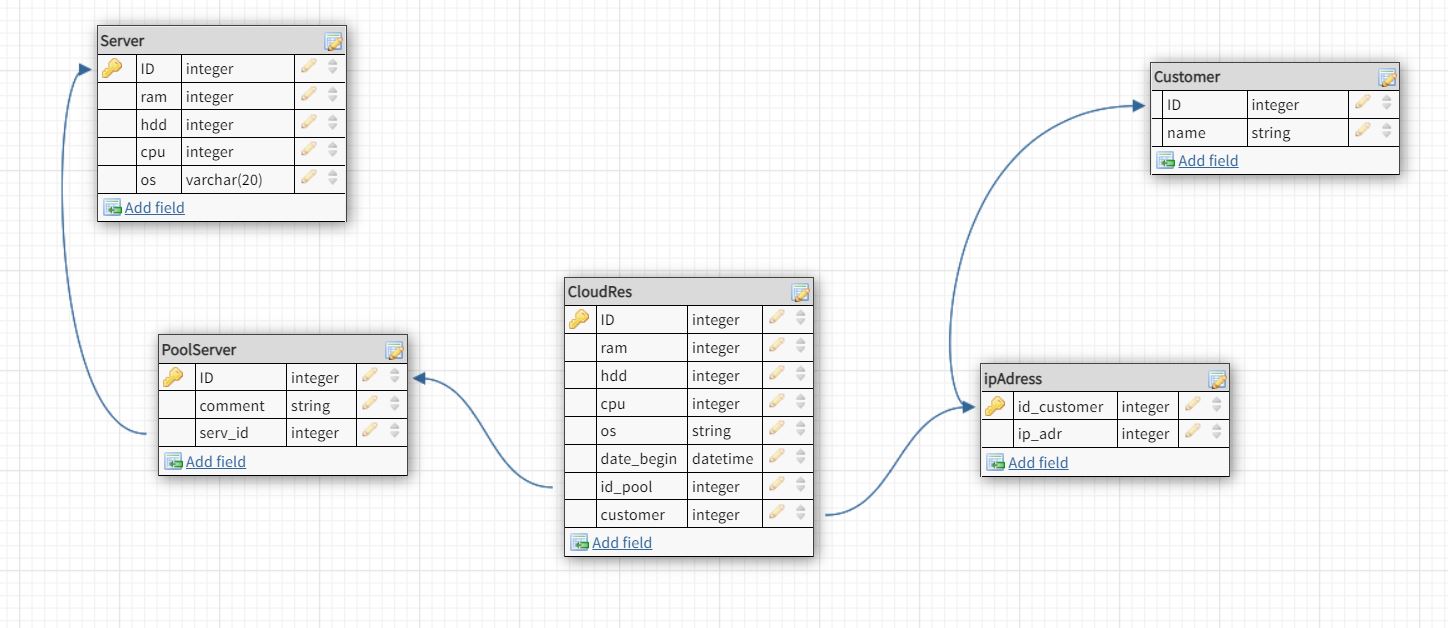 Server
ID integer
ram integer
hdd integer
cpu integer
os varchar(20)
Add field
Customer
ID integer
name string
Add field
CloudRes
ID integer
ram integer
hdd integer
cpu integer
os string
date_begin datetime
id_pool integer
customer integer
Add field
PoolServer
ID integer
comment string
serv_id integer
Add field
ipAdress
id_customer integer
ip_adr integer
Add field